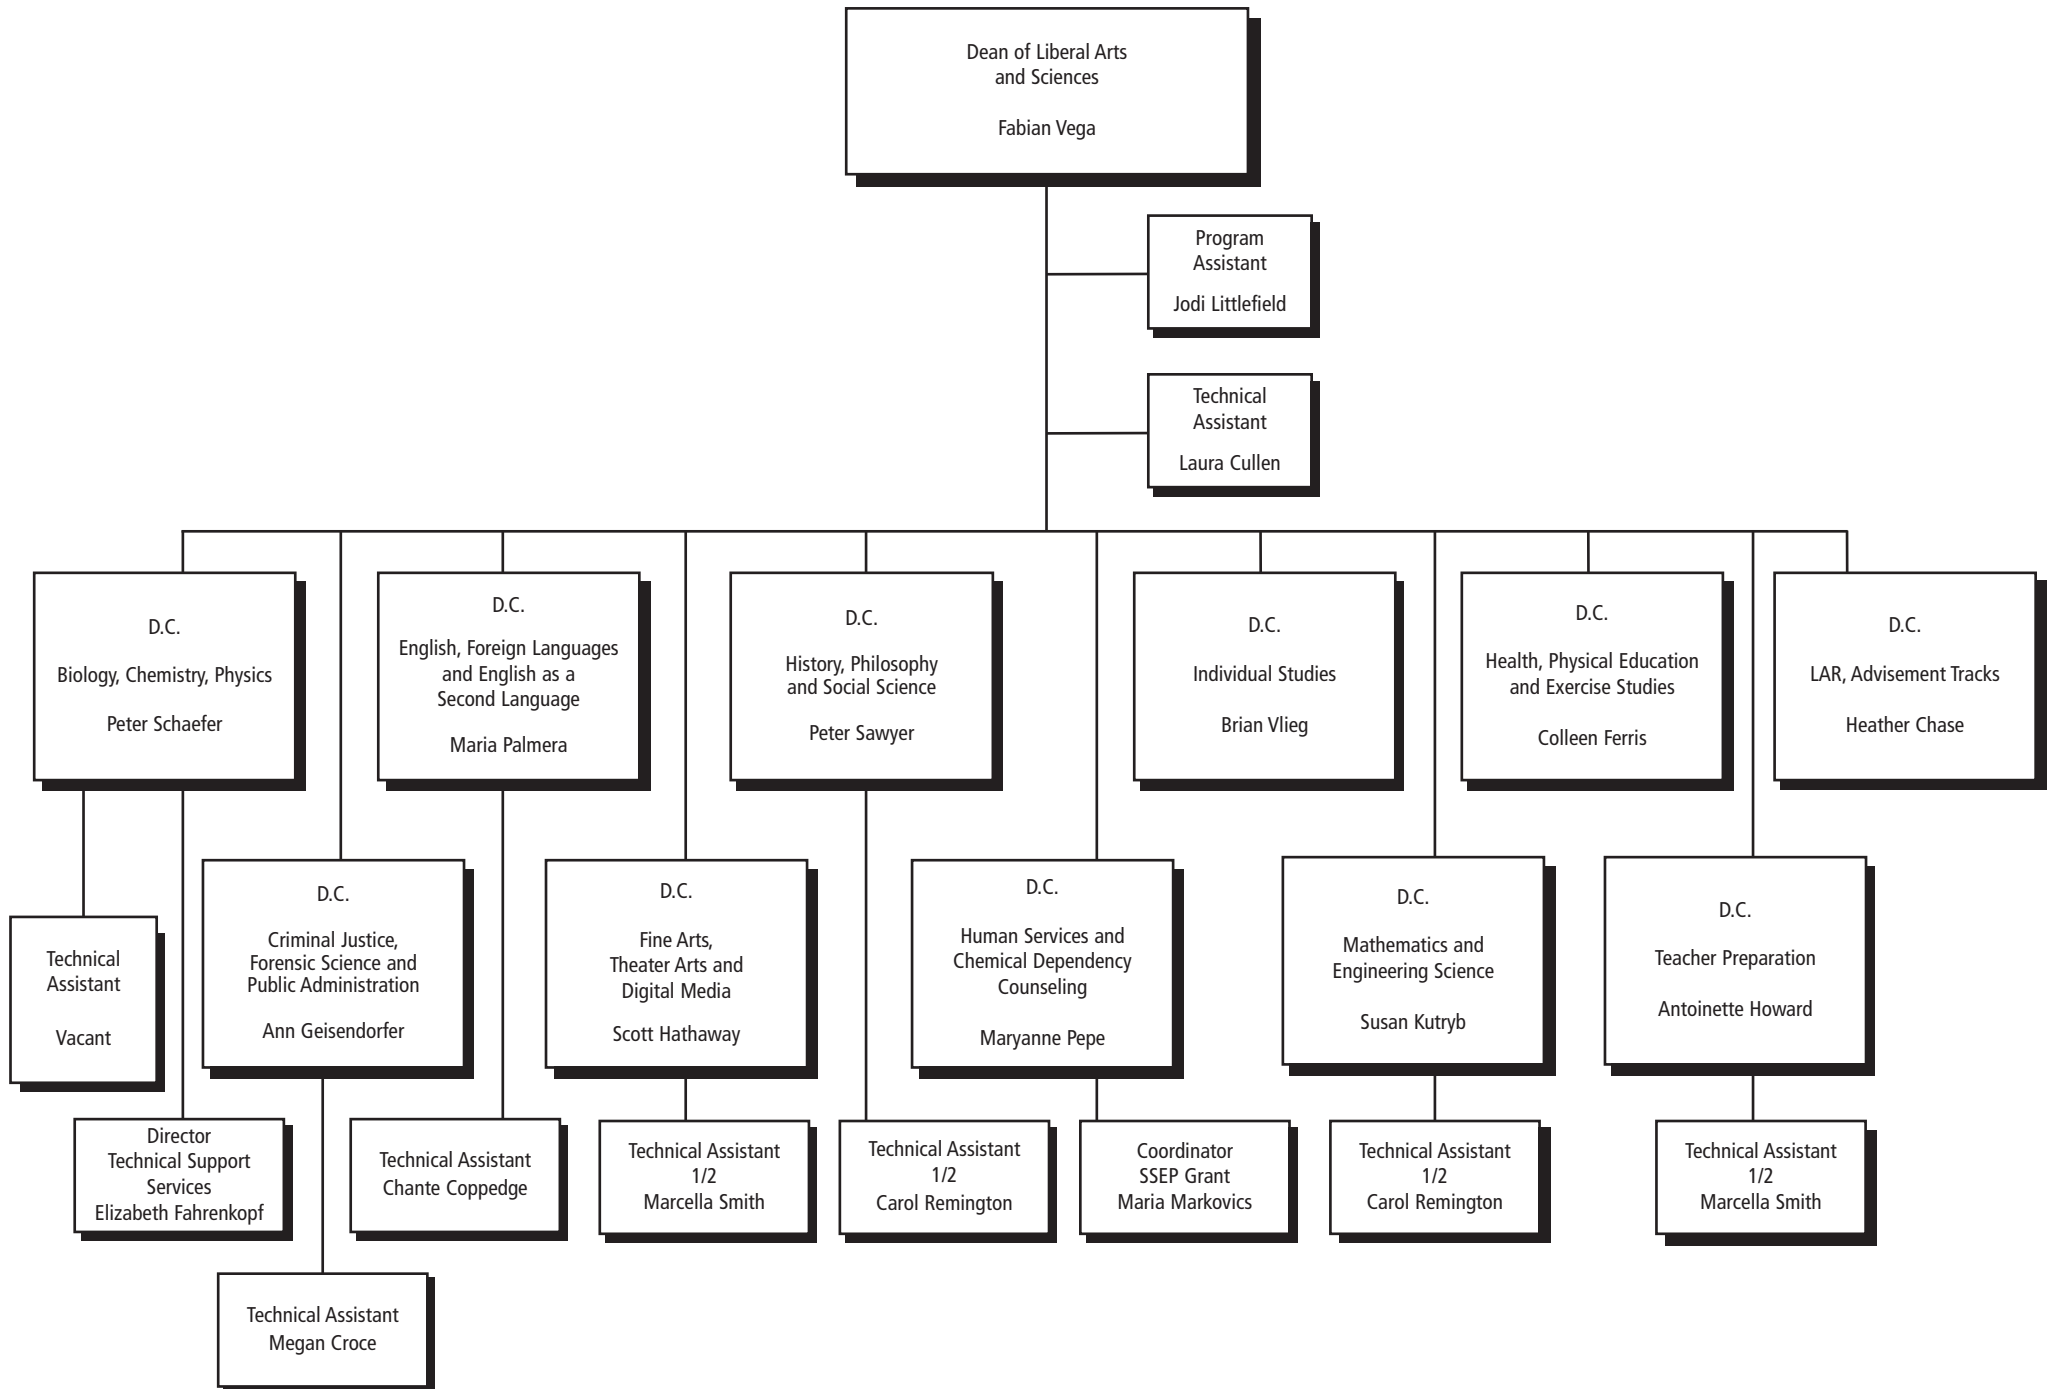 Dean of Liberal Arts
and Sciences
Fabian Vega
Program
Assistant
Jodi Littlefield
Technical
Assistant
Laura Cullen
D.C.
Biology, Chemistry, Physics
Peter Schaefer
D.C.
English, Foreign Languages
and English as a
Second Language
Maria Palmera
D.C.
History, Philosophy
and Social Science
Peter Sawyer
D.C.
Individual Studies
Brian Vlieg
D.C.
Health, Physical Education
and Exercise Studies
Colleen Ferris
D.C.
LAR, Advisement Tracks
Heather Chase
Technical
Assistant
Vacant
D.C.
Criminal Justice,
Forensic Science and
Public Administration
Ann Geisendorfer
D.C.
Fine Arts,
Theater Arts and
Digital Media
Scott Hathaway
D.C.
Human Services and
Chemical Dependency
Counseling
Maryanne Pepe
D.C.
Mathematics and
Engineering Science
Susan Kutryb
D.C.
Teacher Preparation
Antoinette Howard
Director
Technical Support
Services
Elizabeth Fahrenkopf
Technical Assistant
Chante Coppedge
Technical Assistant
1/2
Marcella Smith
Technical Assistant
1/2
Carol Remington
Coordinator
SSEP Grant
Maria Markovics
Technical Assistant
1/2
Carol Remington
Technical Assistant
1/2
Marcella Smith
Technical Assistant
Megan Croce